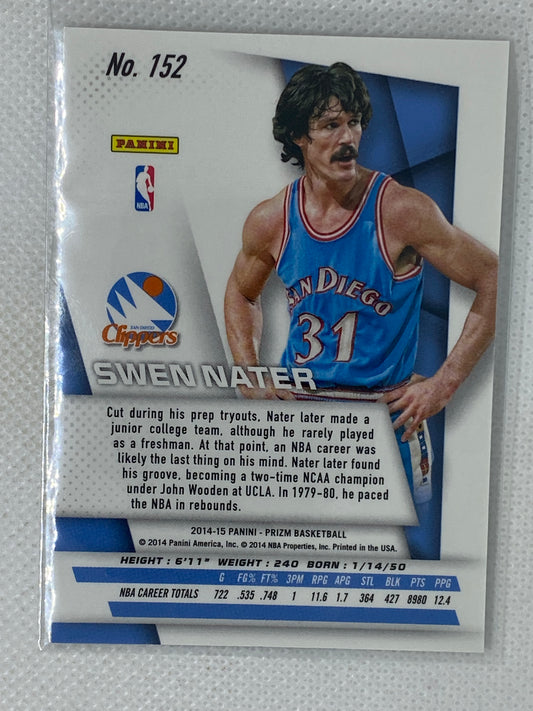 No. 152
PANINI
NBA
SAN DIEGO
Clippers
SAN DIEGO
31
SWEN NATER
Cut during his prep tryouts, Nater later made a
junior college team, although he rarely played
as a freshman. At that point, an NBA career was
likely the last thing on his mind. Nater later found
his groove, becoming a two-time NCAA champion
under John Wooden at UCLA. In 1979-80, he paced
the NBA in rebounds.
2014-15 PANINI - PRIZM BASKETBALL
© 2014 Panini America, Inc. © 2014 NBA Properties, Inc. Printed in the USA.
HEIGHT : 6'11" WEIGHT : 240 BORN : 1/14/50
G FG% FT% 3PM RPG APG STL BLK PTS PPG
NBA CAREER TOTALS 722 .535 .748 1 11.6 1.7 364 427 8980 12.4